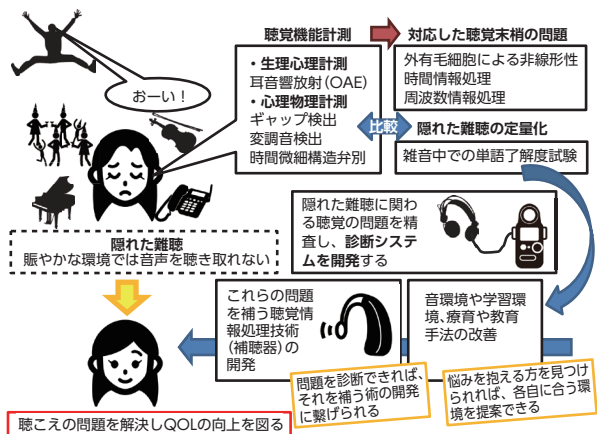 聴覚機能計測
・生理心理計測
耳音響放射(OAE)
・心理物理計測
ギャップ検出
変調音検出
時間微細構造弁別
対応した聴覚末梢の問題
外有毛細胞による非線形性
時間情報処理
周波数情報処理
比較
隠れた難聴の定量化
雑音中での単語了解度試験
おーい！
隠れた難聴
賑やかな環境では音声を聴き取れない
隠れた難聴に関わ
る聴覚の問題を精
査し、診断システ
ムを開発する
これらの問題
を補う聴覚情
報処理技術
(補聴器)の
開発
音環境や学習環
境、療育や教育
手法の改善
問題を診断できれば、
それを補う術の開発
に繋げられる
悩みを抱える方を見つけ
られれば、各自に合う環
境を提案できる
聴こえの問題を解決しQOLの向上を図る